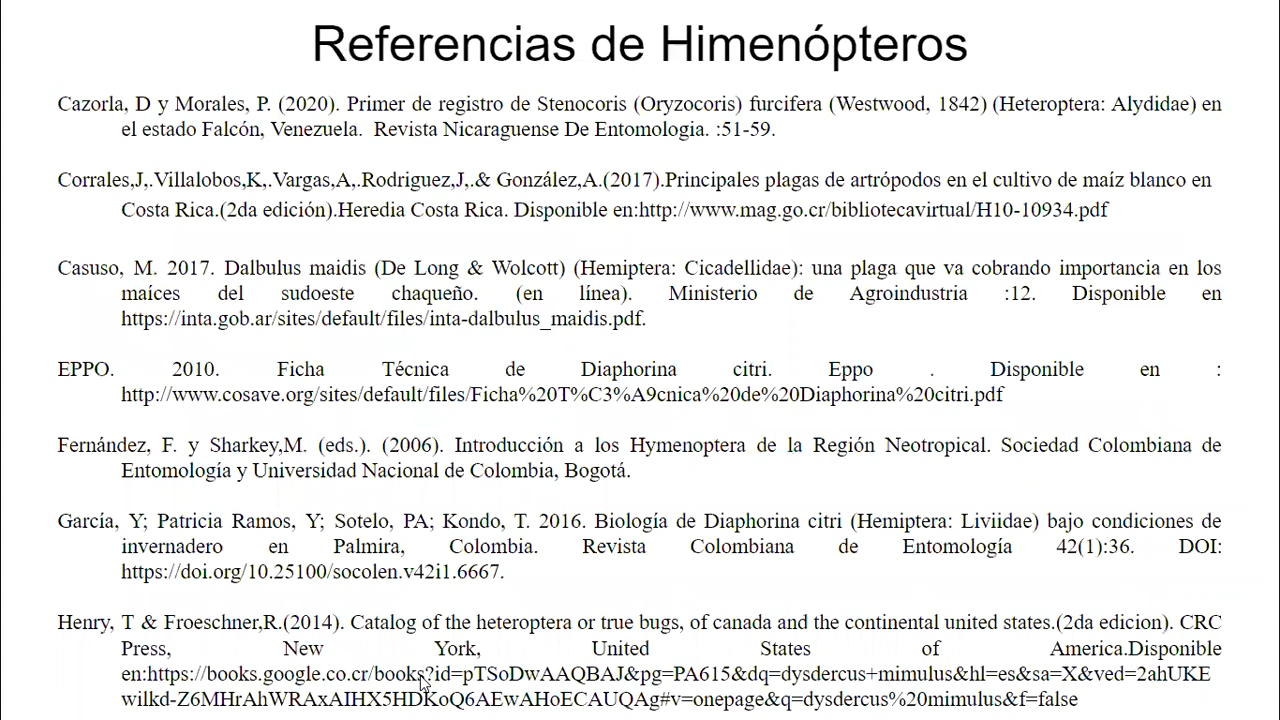 Referencias de Himenópteros
Cazorla, D y Morales, P. (2020). Primer de registro de Stenocoris (Oryzocoris) furcifera (Westwood, 1842) (Heteroptera: Alydidae) en
el estado Falcón, Venezuela. Revista Nicaraguense De Entomologia. :51-59.
Corrales,J,.Villalobos,K,.Vargas,A,.Rodriguez,J,.& González,A.(2017).Principales plagas de artrópodos en el cultivo de maíz blanco en
Costa Rica.(2da edición).Heredia Costa Rica. Disponible en:http://www.mag.go.cr/bibliotecavirtual/H10-10934.pdf
Casuso, M. 2017. Dalbulus maidis (De Long & Wolcott) (Hemiptera: Cicadellidae): una plaga que va cobrando importancia en los
maíces del sudoeste chaqueño. (en línea). Ministerio de Agroindustria :12. Disponible en
https://inta.gob.ar/sites/default/files/inta-dalbulus_maidis.pdf.
EPPO. 2010. Ficha Técnica de Diaphorina citri. Eppo . Disponible en :
http://www.cosave.org/sites/default/files/Ficha%20T%C3%A9cnica%20de%20Diaphorina%20citri.pdf
Fernández, F. y Sharkey,M. (eds.). (2006). Introducción a los Hymenoptera de la Región Neotropical. Sociedad Colombiana de
Entomología y Universidad Nacional de Colombia, Bogotá.
García, Y; Patricia Ramos, Y; Sotelo, PA; Kondo, T. 2016. Biología de Diaphorina citri (Hemiptera: Liviidae) bajo condiciones de
invernadero en Palmira, Colombia. Revista Colombiana de Entomología 42(1):36. DOI:
https://doi.org/10.25100/socolen.v42i1.6667.
Henry, T & Froeschner,R.(2014). Catalog of the heteroptera or true bugs, of canada and the continental united states.(2da edicion). CRC
Press, New York, United States of America.Disponible
en:https://books.google.co.cr/books?id=pTSoDwAAQBAJ&pg=PA615&dq=dysdercus+mimulus&hl=es&sa=X&ved=2ahUKE
wilkd-Z6MHrAhWRAxAIHX5HDKoQ6AEwAHoECAUQAg#v=onepage&q=dysdercus%20mimulus&f=false